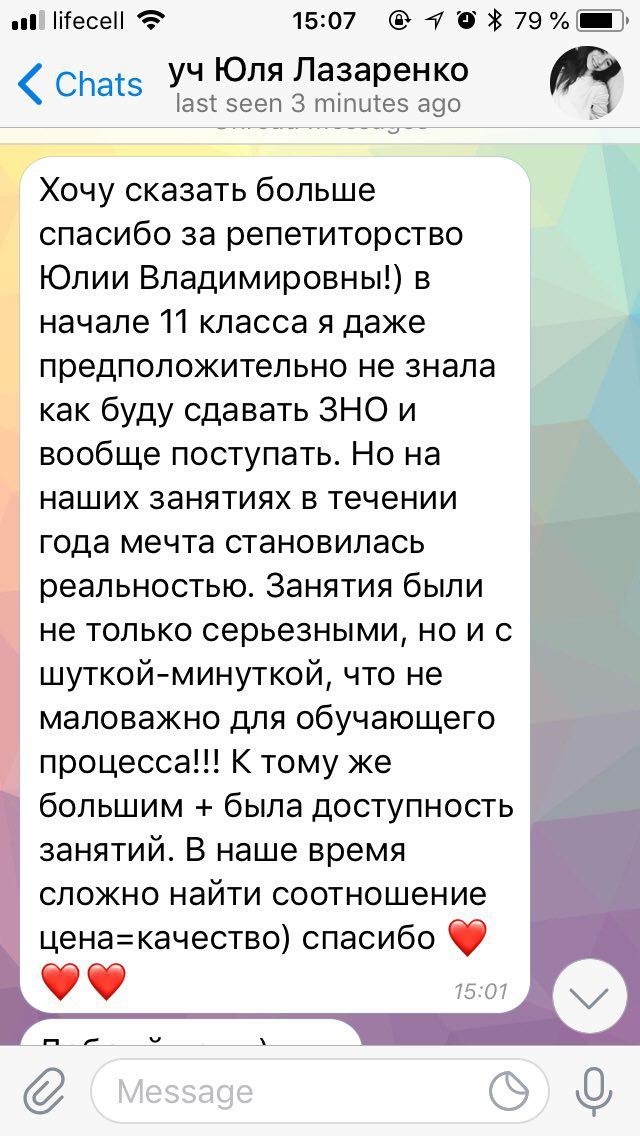 lifecell 15:07 79 %
Chats
уч Юля Лазаренко
last seen 3 minutes ago
Хочу сказать больше
спасибо за репетиторство
Юлии Владимировны!) в
начале 11 класса я даже
предположительно не знала
как буду сдавать ЗНО и
вообще поступать. Но на
наших занятиях в течении
года мечта становилась
реальностью. Занятия были
не только серьезными, но и с
шуткой-минуткой, что не
маловажно для обучающего
процесса!!! К тому же
большим + была доступность
занятий. В наше время
сложно найти соотношение
цена=качество) спасибо ❤️
❤️❤️
15:01
Message